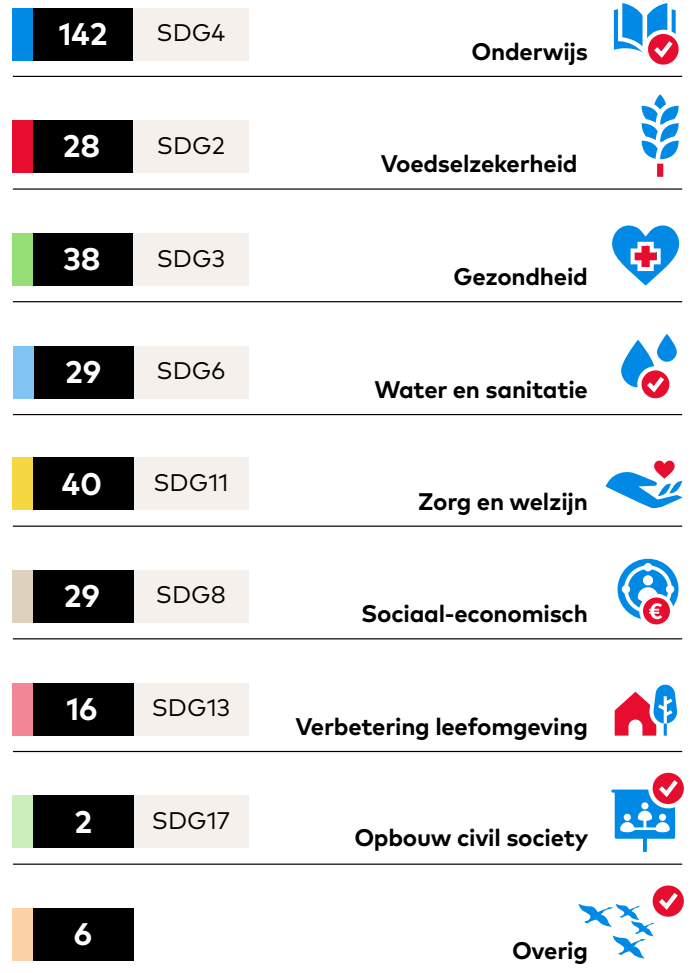 142 SDG4 Onderwijs
28 SDG2 Voedselzekerheid
38 SDG3 Gezondheid
29 SDG6 Water en sanitatie
40 SDG11 Zorg en welzijn
29 SDG8 Sociaal-economisch
€
16 SDG13 Verbetering leefomgeving
2 SDG17 Opbouw civil society
6 Overig